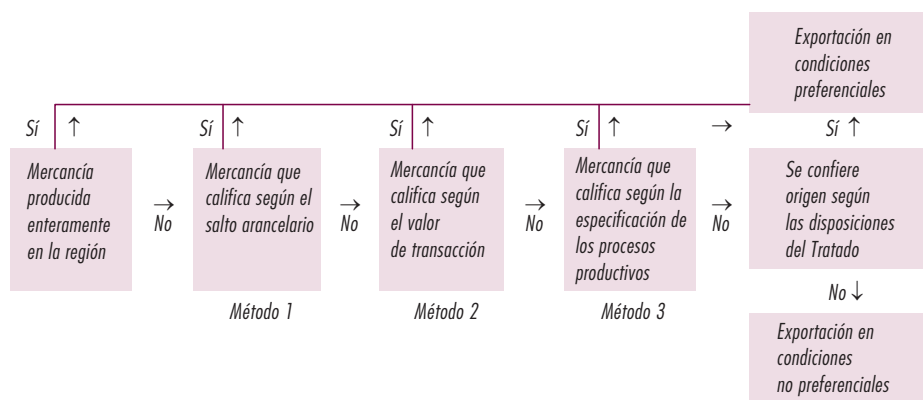 Exportación en
condiciones
preferenciales
Sí ↑
Sí ↑
Sí ↑
Sí ↑
→
Sí ↑
Mercancía
producida
enteramente
en la región
→
No
Mercancía que
califica según el
salto arancelario
→
No
Mercancía que
califica según
el valor
de transacción
→
No
Mercancía que
califica según la
especificación de
los procesos
productivos
→
No
Se confiere
origen según
las disposiciones
del Tratado
Método 1
Método 2
Método 3
No ↓
Exportación en
condiciones
no preferenciales